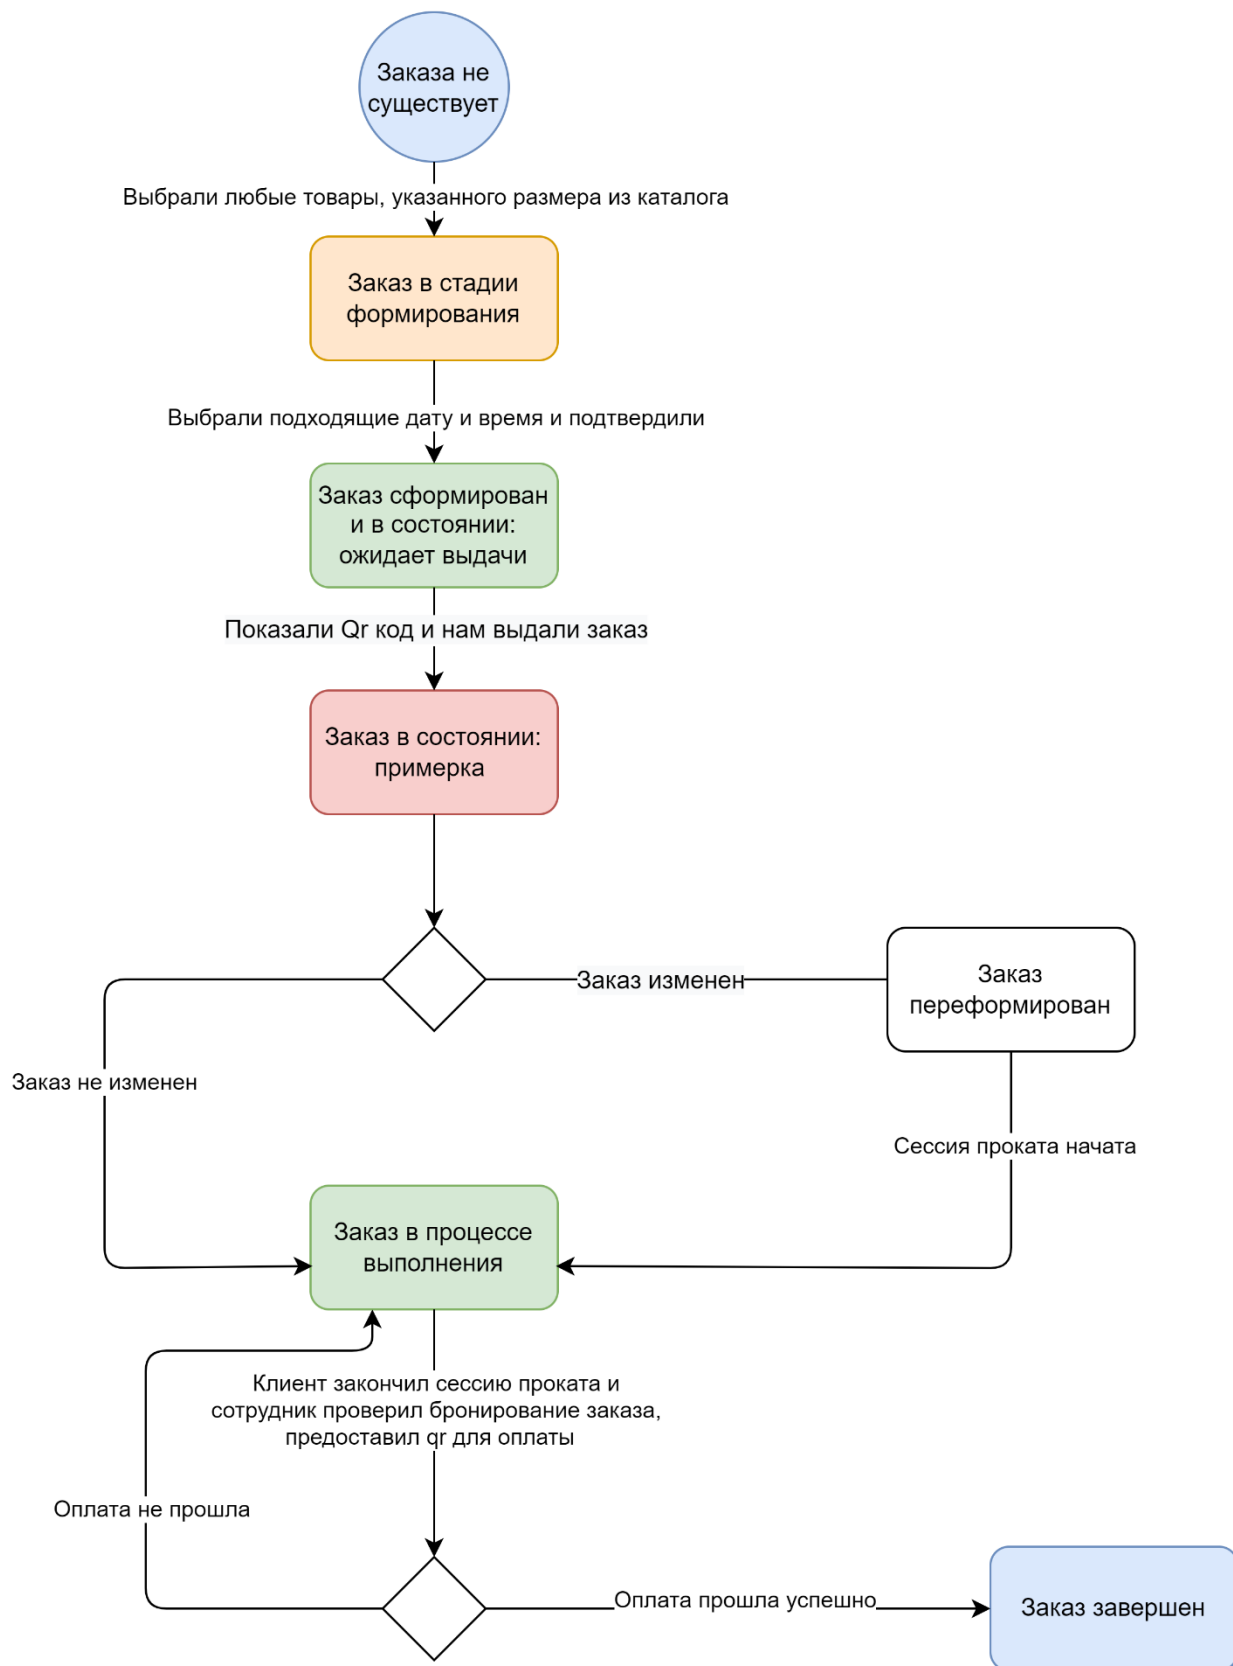 Заказа не
существует
Выбрали любые товары, указанного размера из каталога
Заказ в стадии
формирования
Выбрали подходящие дату и время и подтвердили
Заказ сформирован
и в состоянии:
ожидает выдачи
Показали Qr код и нам выдали заказ
Заказ в состоянии:
примерка
Заказ изменен
Заказ
переформирован
Заказ не изменен
Сессия проката начата
Заказ в процессе
выполнения
Клиент закончил сессию проката и
сотрудник проверил бронирование заказа,
предоставил qr для оплаты
Оплата не прошла
Оплата прошла успешно
Заказ завершен